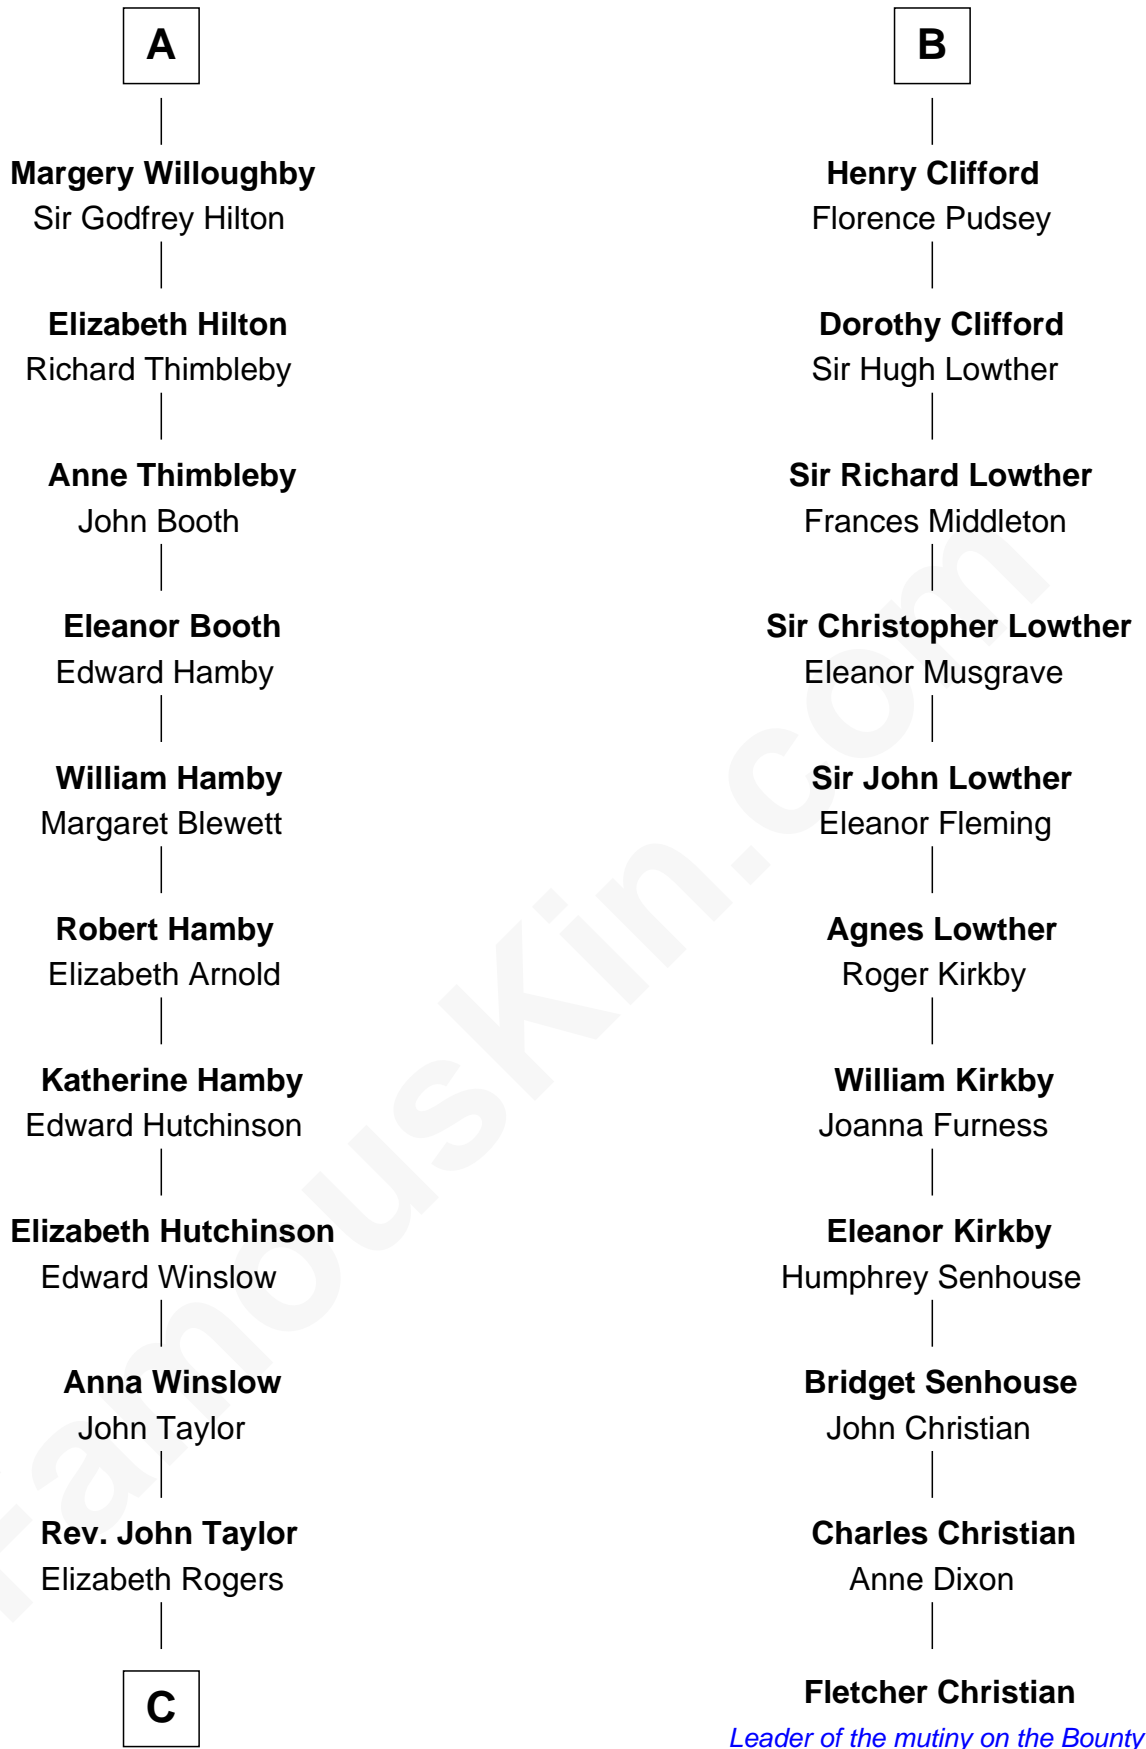 A
Margery Willoughby
Sir Godfrey Hilton
Elizabeth Hilton
Richard Thimbleby
Anne Thimbleby
John Booth
Eleanor Booth
Edward Hamby
William Hamby
Margaret Blewett
Robert Hamby
Elizabeth Arnold
Katherine Hamby
Edward Hutchinson
Elizabeth Hutchinson
Edward Winslow
Anna Winslow
John Taylor
Rev. John Taylor
Elizabeth Rogers
C
B
Henry Clifford
Florence Pudsey
Dorothy Clifford
Sir Hugh Lowther
Sir Richard Lowther
Frances Middleton
Sir Christopher Lowther
Eleanor Musgrave
Sir John Lowther
Eleanor Fleming
Agnes Lowther
Roger Kirkby
William Kirkby
Joanna Furness
Eleanor Kirkby
Humphrey Senhouse
Bridget Senhouse
John Christian
Charles Christian
Anne Dixon
Fletcher Christian
Leader of the mutiny on the Bounty
FamousKin.com